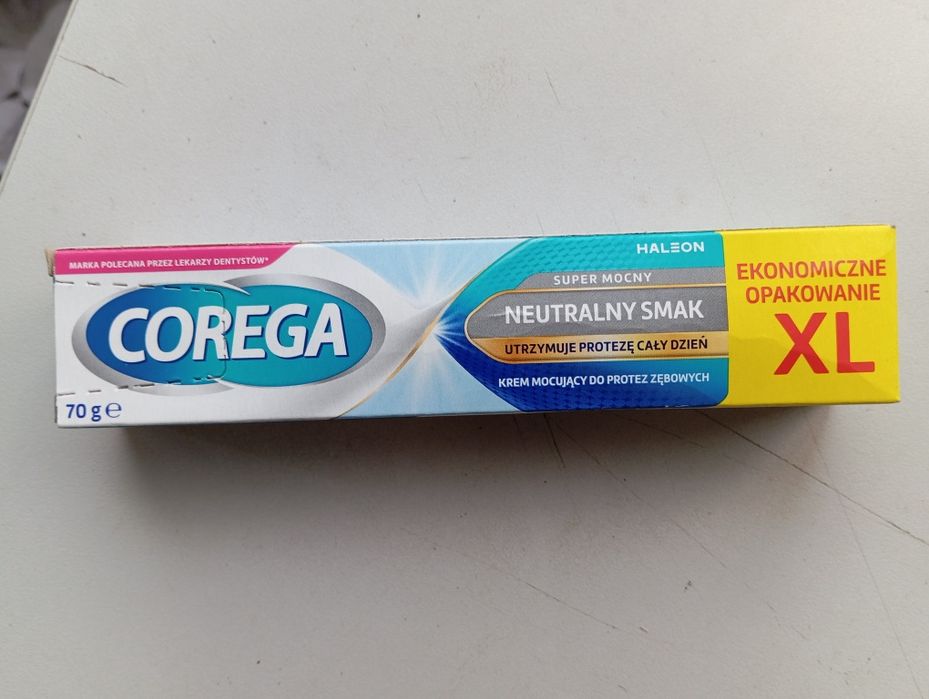 MARKA POLECANA PRZEZ LEKARZY DENTYSTÓW*
COREGA
70 g ℮
HALEON
SUPER MOCNY
NEUTRALNY SMAK
UTRZYMUJE PROTEZĘ CAŁY DZIEŃ
KREM MOCUJĄCY DO PROTEZ ZĘBOWYCH
EKONOMICZNE
OPAKOWANIE
XL